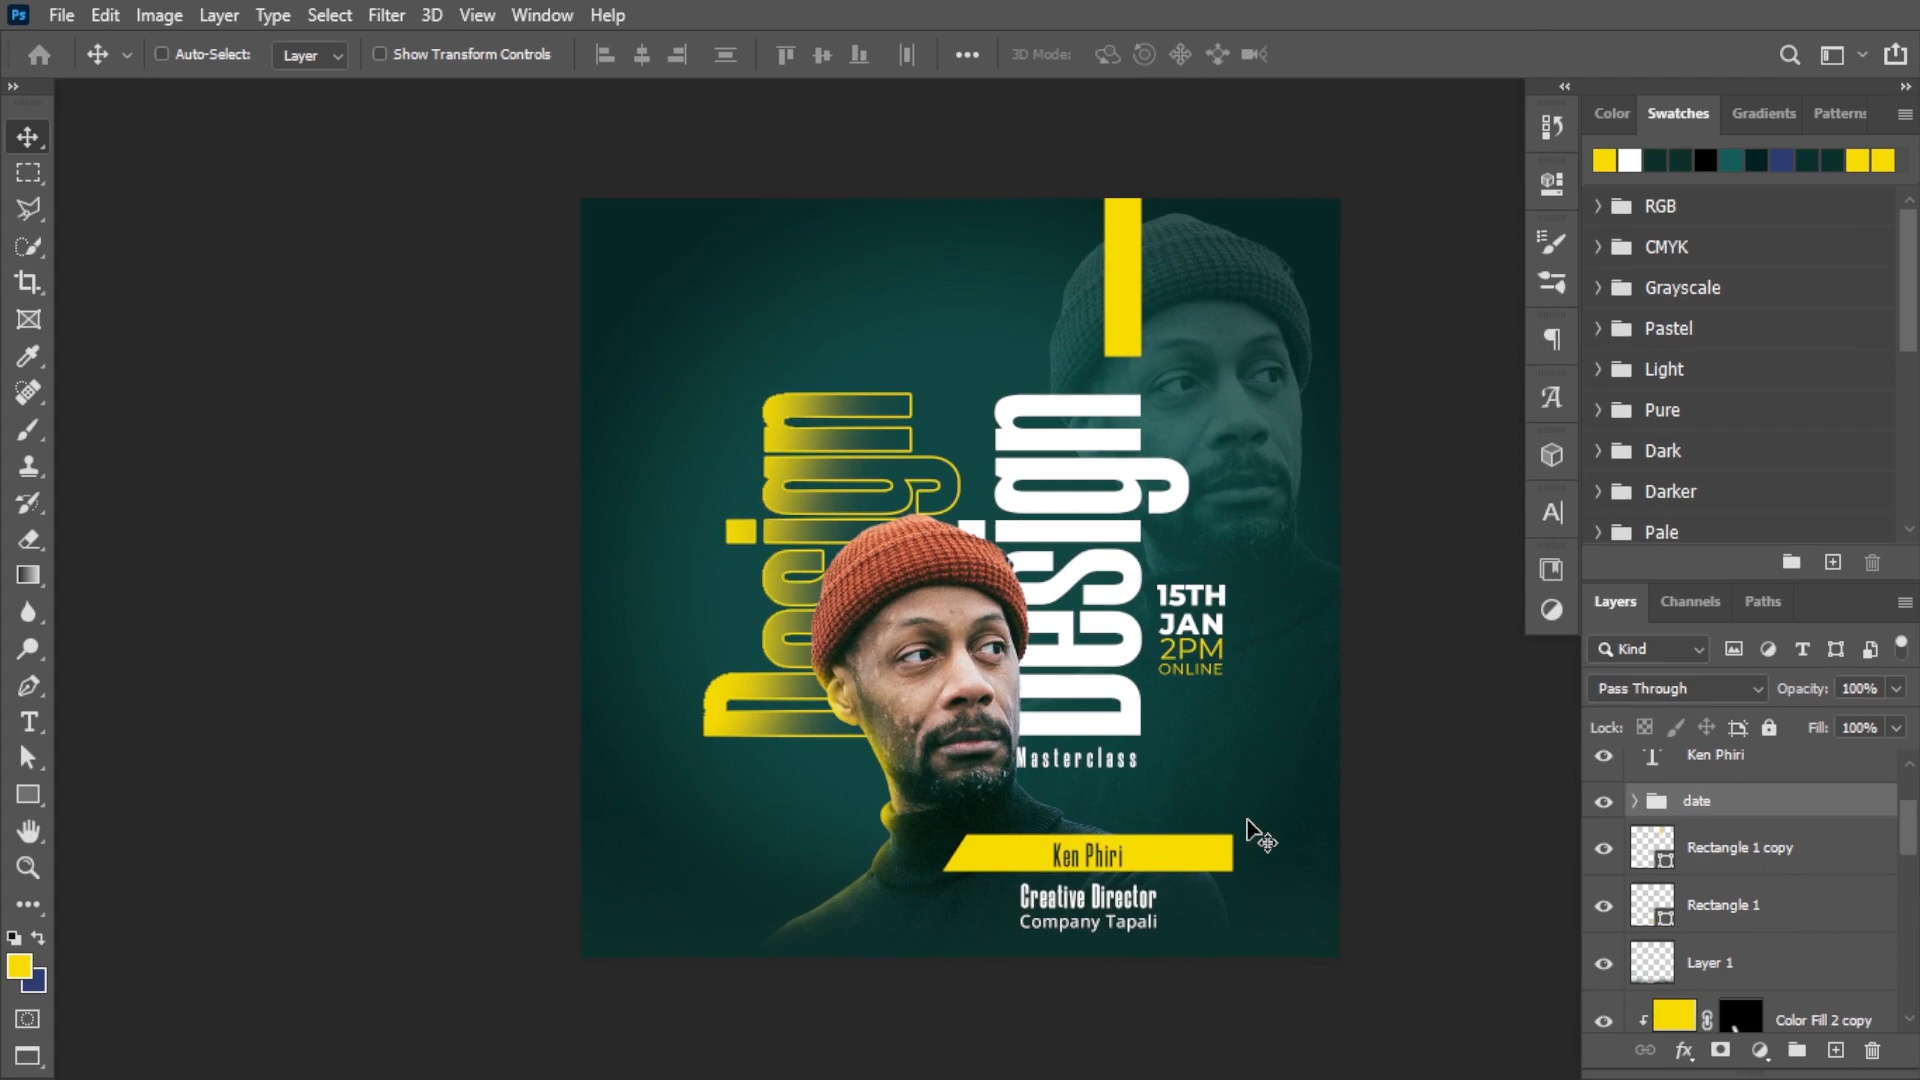 Ps File Edit Image Layer Type Select Filter 3D View Window Help
Auto-Select: Layer Show Transform Controls 3D Mode:
Color Swatches Gradients Patterns
RGB
CMYK
Grayscale
Pastel
Light
Pure
Dark
Darker
Pale
Layers Channels Paths
Kind
Pass Through Opacity: 100%
Lock: Fill: 100%
Ken Phiri
date
Rectangle 1 copy
Rectangle 1
Layer 1
Color Fill 2 copy
Design
Design
15TH
JAN
2PM
ONLINE
Masterclass
Ken Phiri
Creative Director
Company Tapali